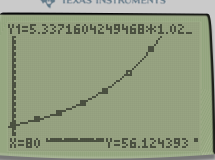 TEXAS INSTRUMENTS
Y1=5.3371604249468*1.02…
X=80 Y=56.124393